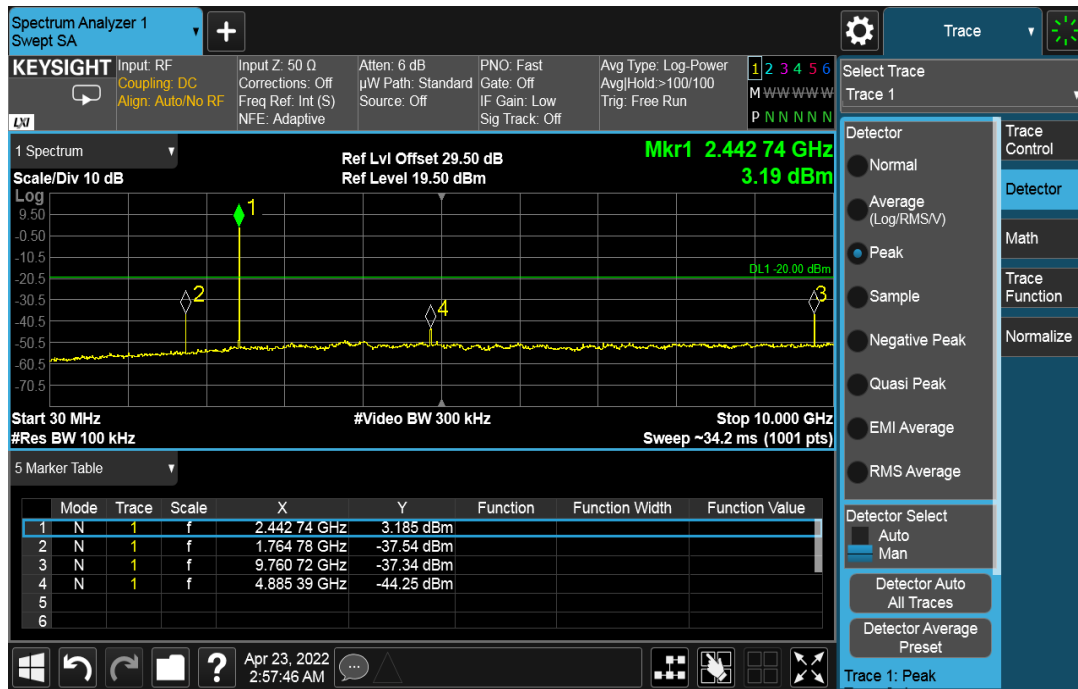 Spectrum Analyzer 1
Swept SA
+
Trace
KEYSIGHT
LXI
Input: RF
Coupling: DC
Align: Auto/No RF
Input Z: 50 Ω
Corrections: Off
Freq Ref: Int (S)
NFE: Adaptive
Atten: 6 dB
µW Path: Standard
Source: Off
PNO: Fast
Gate: Off
IF Gain: Low
Sig Track: Off
Avg Type: Log-Power
Avg|Hold:>100/100
Trig: Free Run
1 2 3 4 5 6
M W W W W W
P N N N N N
Select Trace
Trace 1
1 Spectrum
Scale/Div 10 dB
Ref Lvl Offset 29.50 dB
Ref Level 19.50 dBm
Mkr1 2.442 74 GHz
3.19 dBm
Log
9.50
-0.50
-10.5
-20.5
-30.5
-40.5
-50.5
-60.5
-70.5
1
2
4
3
DL1 -20.00 dBm
Start 30 MHz
#Res BW 100 kHz
#Video BW 300 kHz
Stop 10.000 GHz
Sweep ~34.2 ms (1001 pts)
5 Marker Table
Mode Trace Scale X Y Function Function Width Function Value
1 N 1 f 2.442 74 GHz 3.185 dBm
2 N 1 f 1.764 78 GHz -37.54 dBm
3 N 1 f 9.760 72 GHz -37.34 dBm
4 N 1 f 4.885 39 GHz -44.25 dBm
5
6
Detector
Normal
Average
(Log/RMS/V)
Peak
Sample
Negative Peak
Quasi Peak
EMI Average
RMS Average
Detector Select
Auto
Man
Detector Auto
All Traces
Detector Average
Preset
Trace 1: Peak
Trace
Control
Detector
Math
Trace
Function
Normalize
?
Apr 23, 2022
2:57:46 AM